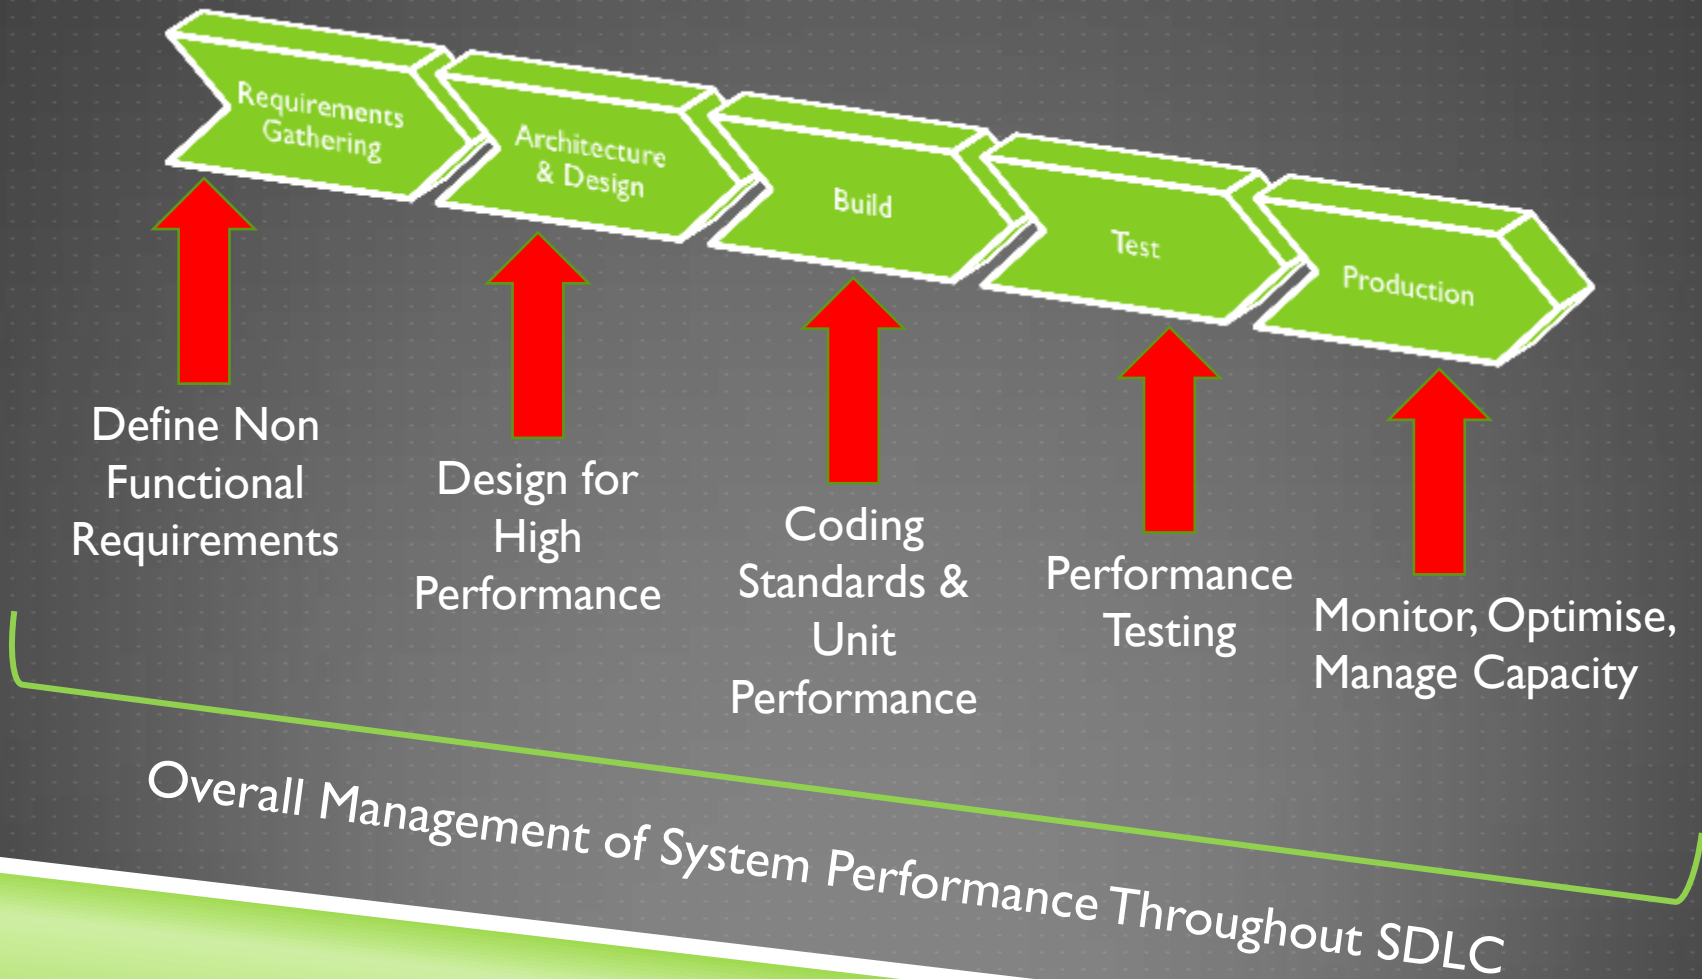 Requirements
Gathering
Architecture
& Design
Build
Test
Production
Define Non
Functional
Requirements
Design for
High
Performance
Coding
Standards &
Unit
Performance
Performance
Testing
Monitor, Optimise,
Manage Capacity
Overall Management of System Performance Throughout SDLC